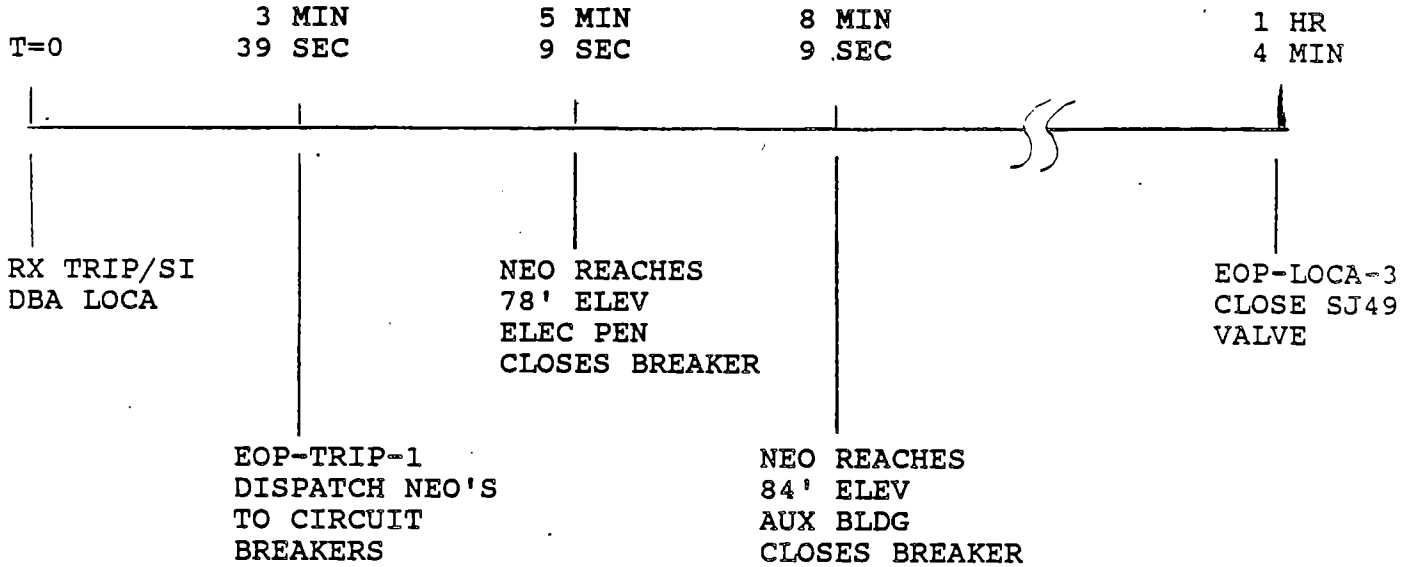 T=0
3 MIN
39 SEC
5 MIN
9 SEC
8 MIN
9 SEC
1 HR
4 MIN
RX TRIP/SI
DBA LOCA
EOP-TRIP-1
DISPATCH NEO'S
TO CIRCUIT
BREAKERS
NEO REACHES
78' ELEV
ELEC PEN
CLOSES BREAKER
NEO REACHES
84' ELEV
AUX BLDG
CLOSES BREAKER
EOP-LOCA-3
CLOSE SJ49
VALVE